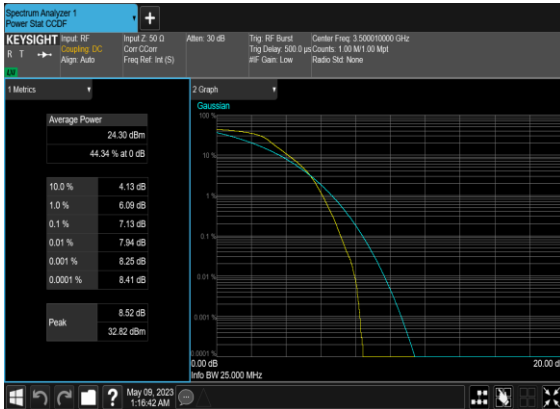 Spectrum Analyzer 1
Power Stat CCDF
+
KEYSIGHT Input: RF Input Z: 50 Ω Atten: 30 dB Trig: RF Burst Center Freq: 3.500010000 GHz
R T Coupling: DC Corr CCorr Trig Delay: 500.0 µs Counts: 1.00 M/1.00 Mpt
Align: Auto Freq Ref: Int (S) #IF Gain: Low Radio Std: None
1 Metrics
Average Power
24.30 dBm
44.34 % at 0 dB
10.0 % 4.13 dB
1.0 % 6.09 dB
0.1 % 7.13 dB
0.01 % 7.94 dB
0.001 % 8.25 dB
0.0001 % 8.41 dB
Peak 8.52 dB
32.82 dBm
2 Graph
Gaussian
100 %
10 %
1 %
0.1 %
0.01 %
0.001 %
0.0001 %
0.00 dB 20.00 d
Info BW 25.000 MHz
?
May 09, 2023
1:16:42 AM